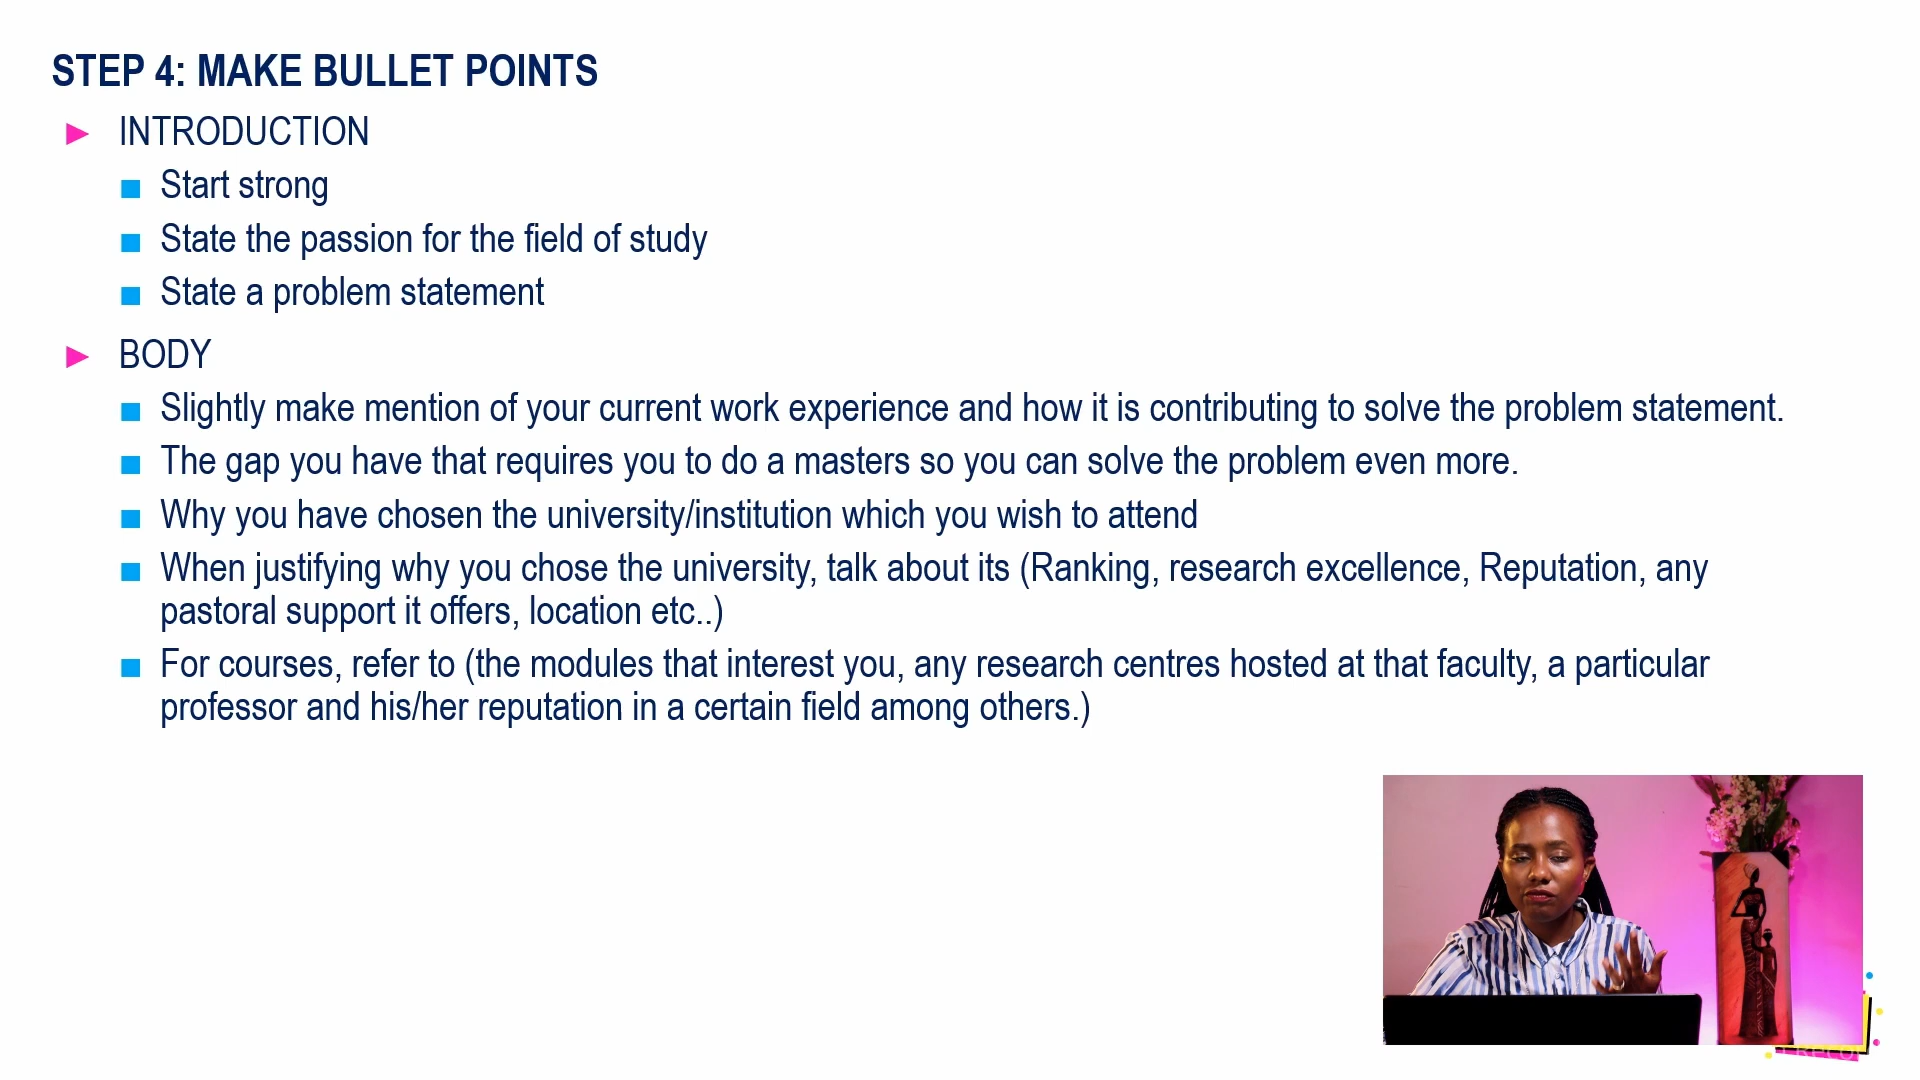 STEP 4: MAKE BULLET POINTS
► INTRODUCTION
■ Start strong
■ State the passion for the field of study
■ State a problem statement
► BODY
■ Slightly make mention of your current work experience and how it is contributing to solve the problem statement.
■ The gap you have that requires you to do a masters so you can solve the problem even more.
■ Why you have chosen the university/institution which you wish to attend
■ When justifying why you chose the university, talk about its (Ranking, research excellence, Reputation, any
pastoral support it offers, location etc..)
■ For courses, refer to (the modules that interest you, any research centres hosted at that faculty, a particular
professor and his/her reputation in a certain field among others.)